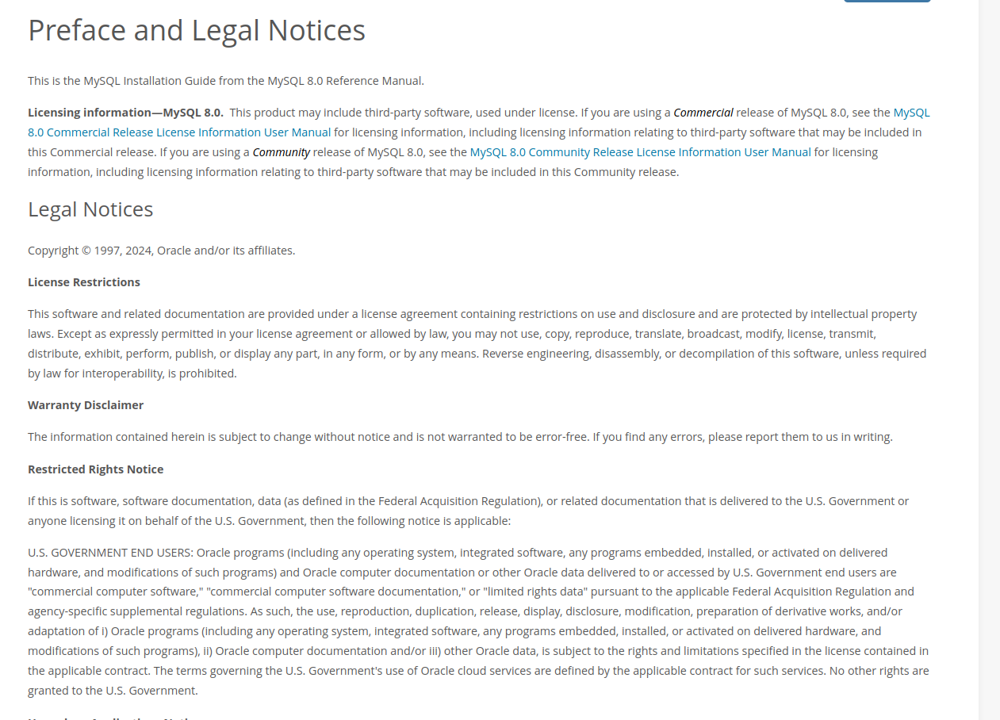 Preface and Legal Notices
This is the MySQL Installation Guide from the MySQL 8.0 Reference Manual.
Licensing information—MySQL 8.0.  This product may include third-party software, used under license. If you are using a Commercial release of MySQL 8.0, see the MySQL
8.0 Commercial Release License Information User Manual for licensing information, including licensing information relating to third-party software that may be included in
this Commercial release. If you are using a Community release of MySQL 8.0, see the MySQL 8.0 Community Release License Information User Manual for licensing
information, including licensing information relating to third-party software that may be included in this Community release.
Legal Notices
Copyright © 1997, 2024, Oracle and/or its affiliates.
License Restrictions
This software and related documentation are provided under a license agreement containing restrictions on use and disclosure and are protected by intellectual property
laws. Except as expressly permitted in your license agreement or allowed by law, you may not use, copy, reproduce, translate, broadcast, modify, license, transmit,
distribute, exhibit, perform, publish, or display any part, in any form, or by any means. Reverse engineering, disassembly, or decompilation of this software, unless required
by law for interoperability, is prohibited.
Warranty Disclaimer
The information contained herein is subject to change without notice and is not warranted to be error-free. If you find any errors, please report them to us in writing.
Restricted Rights Notice
If this is software, software documentation, data (as defined in the Federal Acquisition Regulation), or related documentation that is delivered to the U.S. Government or
anyone licensing it on behalf of the U.S. Government, then the following notice is applicable:
U.S. GOVERNMENT END USERS: Oracle programs (including any operating system, integrated software, any programs embedded, installed, or activated on delivered
hardware, and modifications of such programs) and Oracle computer documentation or other Oracle data delivered to or accessed by U.S. Government end users are
"commercial computer software," "commercial computer software documentation," or "limited rights data" pursuant to the applicable Federal Acquisition Regulation and
agency-specific supplemental regulations. As such, the use, reproduction, duplication, release, display, disclosure, modification, preparation of derivative works, and/or
adaptation of i) Oracle programs (including any operating system, integrated software, any programs embedded, installed, or activated on delivered hardware, and
modifications of such programs), ii) Oracle computer documentation and/or iii) other Oracle data, is subject to the rights and limitations specified in the license contained in
the applicable contract. The terms governing the U.S. Government's use of Oracle cloud services are defined by the applicable contract for such services. No other rights are
granted to the U.S. Government.